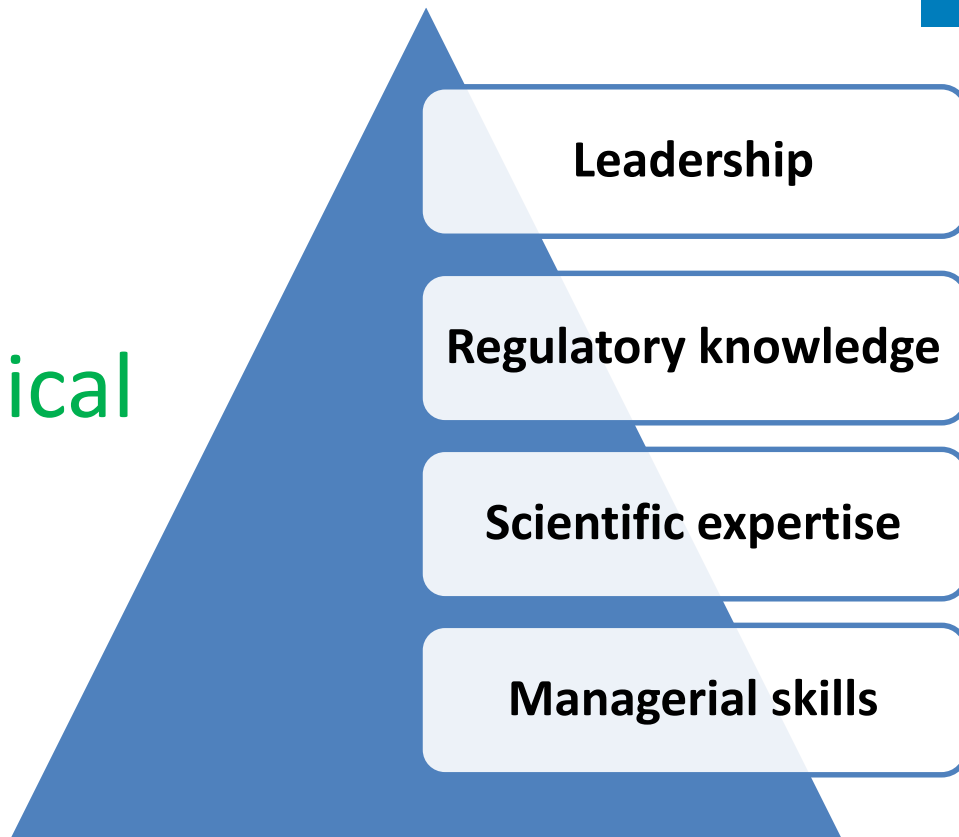 Leadership
Regulatory knowledge
ical
Scientific expertise
Managerial skills